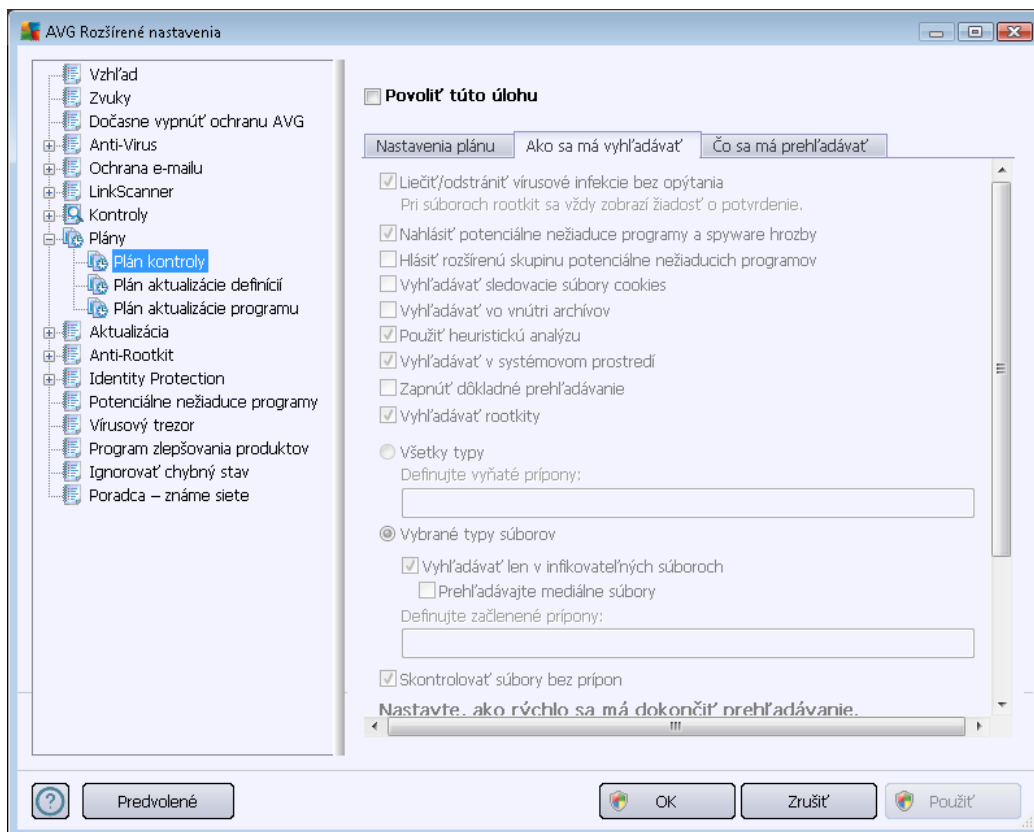 AVG Rozšírené nastavenia
Vzhľad
Zvuky
Dočasne vypnúť ochranu AVG
Anti-Virus
Ochrana e-mailu
LinkScanner
Kontroly
Plány
Plán kontroly
Plán aktualizácie definícií
Plán aktualizácie programu
Aktualizácia
Anti-Rootkit
Identity Protection
Potenciálne nežiaduce programy
Vírusový trezor
Program zlepšovania produktov
Ignorovať chybný stav
Poradca – známe siete
Povoliť túto úlohu
Nastavenia plánu
Ako sa má vyhľadávať
Čo sa má prehľadávať
Liečiť/odstrániť vírusové infekcie bez opýtania
Pri súboroch rootkit sa vždy zobrazí žiadosť o potvrdenie.
Nahlásiť potenciálne nežiaduce programy a spyware hrozby
Hlásiť rozšírenú skupinu potenciálne nežiaducich programov
Vyhľadávať sledovacie súbory cookies
Vyhľadávať vo vnútri archívov
Použiť heuristickú analýzu
Vyhľadávať v systémovom prostredí
Zapnúť dôkladné prehľadávanie
Vyhľadávať rootkity
Všetky typy
Definujte vyňaté prípony:
Vybrané typy súborov
Vyhľadávať len v infikovateľných súboroch
Prehľadávajte mediálne súbory
Definujte začlenené prípony:
Skontrolovať súbory bez prípon
Nastavte, ako rýchlo sa má dokončiť prehľadávanie.
Predvolené
OK
Zrušiť
Použiť